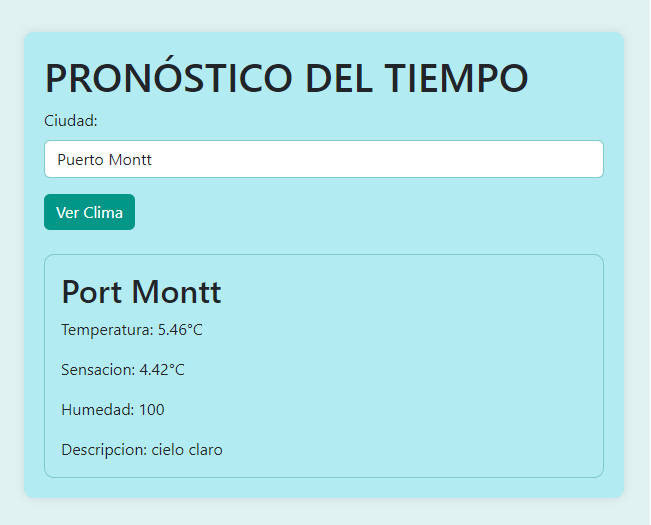 PRONÓSTICO DEL TIEMPO
Ciudad:
Puerto Montt
Ver Clima
Port Montt
Temperatura: 5.46°C
Sensacion: 4.42°C
Humedad: 100
Descripcion: cielo claro